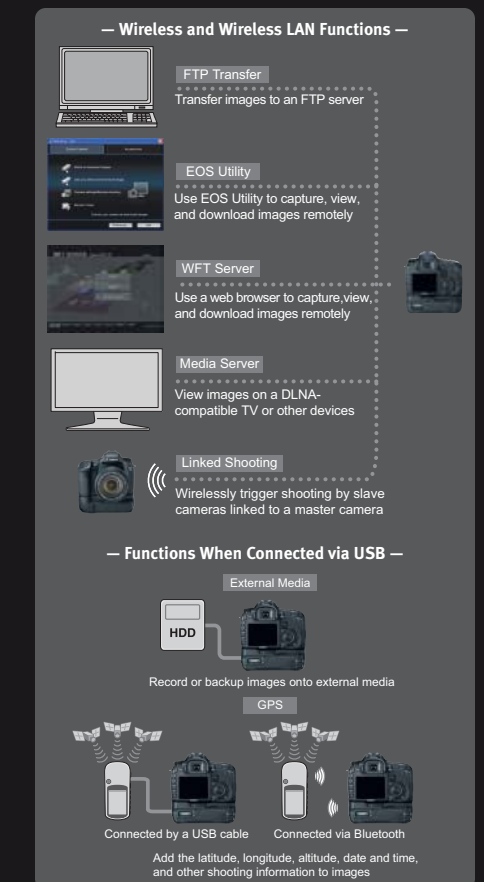 — Wireless and Wireless LAN Functions —
FTP Transfer
Transfer images to an FTP server
EOS Utility
Use EOS Utility to capture, view,
and download images remotely
WFT Server
Use a web browser to capture,view,
and download images remotely
Media Server
View images on a DLNA-
compatible TV or other devices
Linked Shooting
Wirelessly trigger shooting by slave
cameras linked to a master camera
— Functions When Connected via USB —
External Media
HDD
Record or backup images onto external media
GPS
Connected by a USB cable
Connected via Bluetooth
Add the latitude, longitude, altitude, date and time,
and other shooting information to images